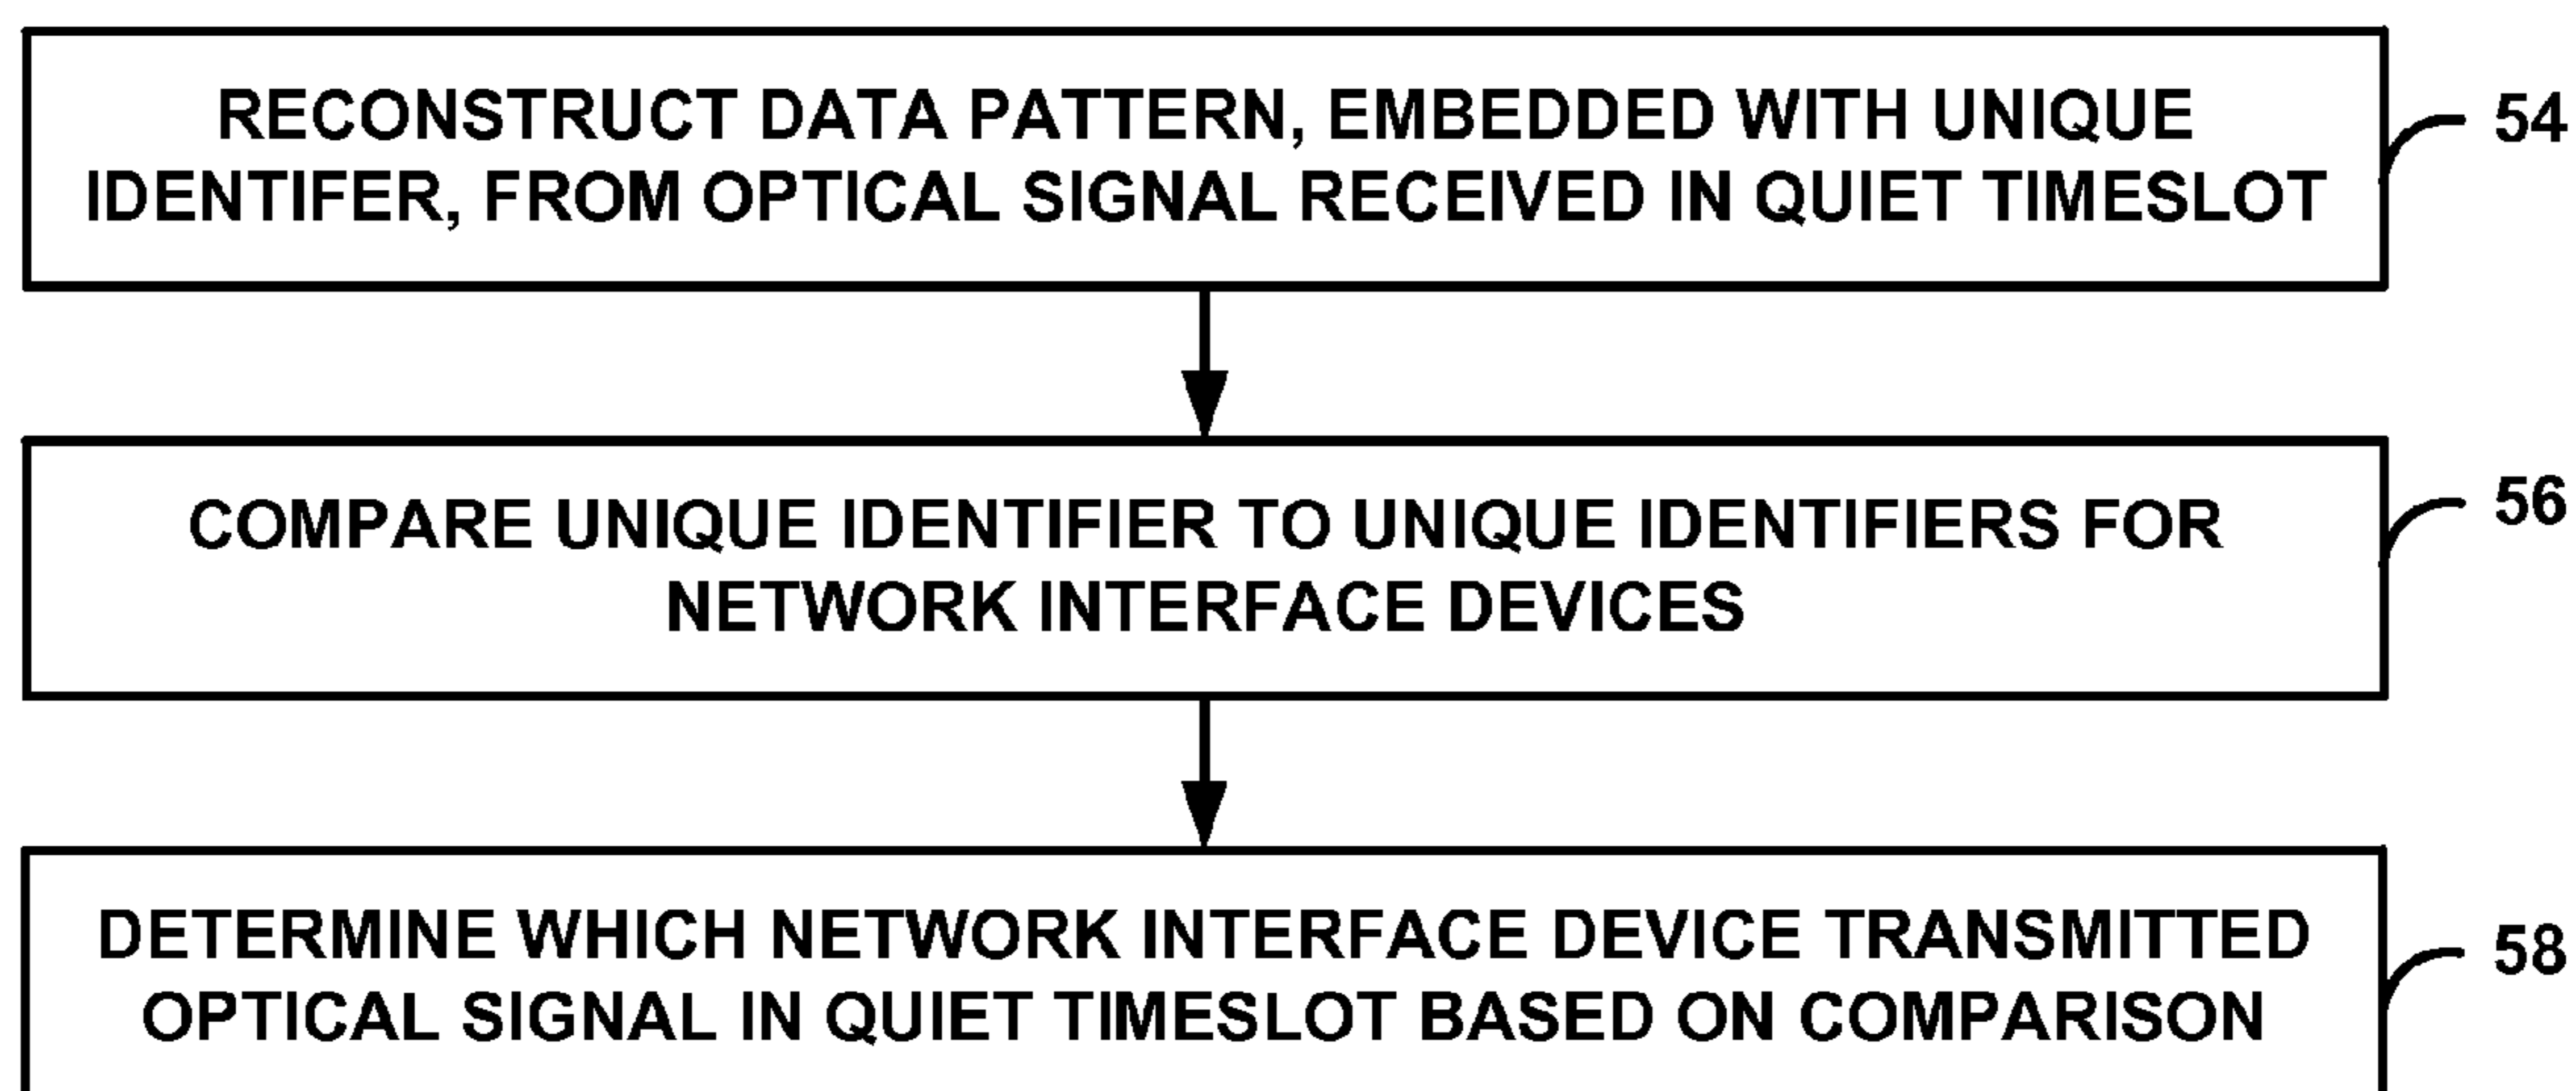 RECONSTRUCT DATA PATTERN, EMBEDDED WITH UNIQUE
IDENTIFER, FROM OPTICAL SIGNAL RECEIVED IN QUIET TIMESLOT
54
COMPARE UNIQUE IDENTIFIER TO UNIQUE IDENTIFIERS FOR
NETWORK INTERFACE DEVICES
56
DETERMINE WHICH NETWORK INTERFACE DEVICE TRANSMITTED
OPTICAL SIGNAL IN QUIET TIMESLOT BASED ON COMPARISON
58